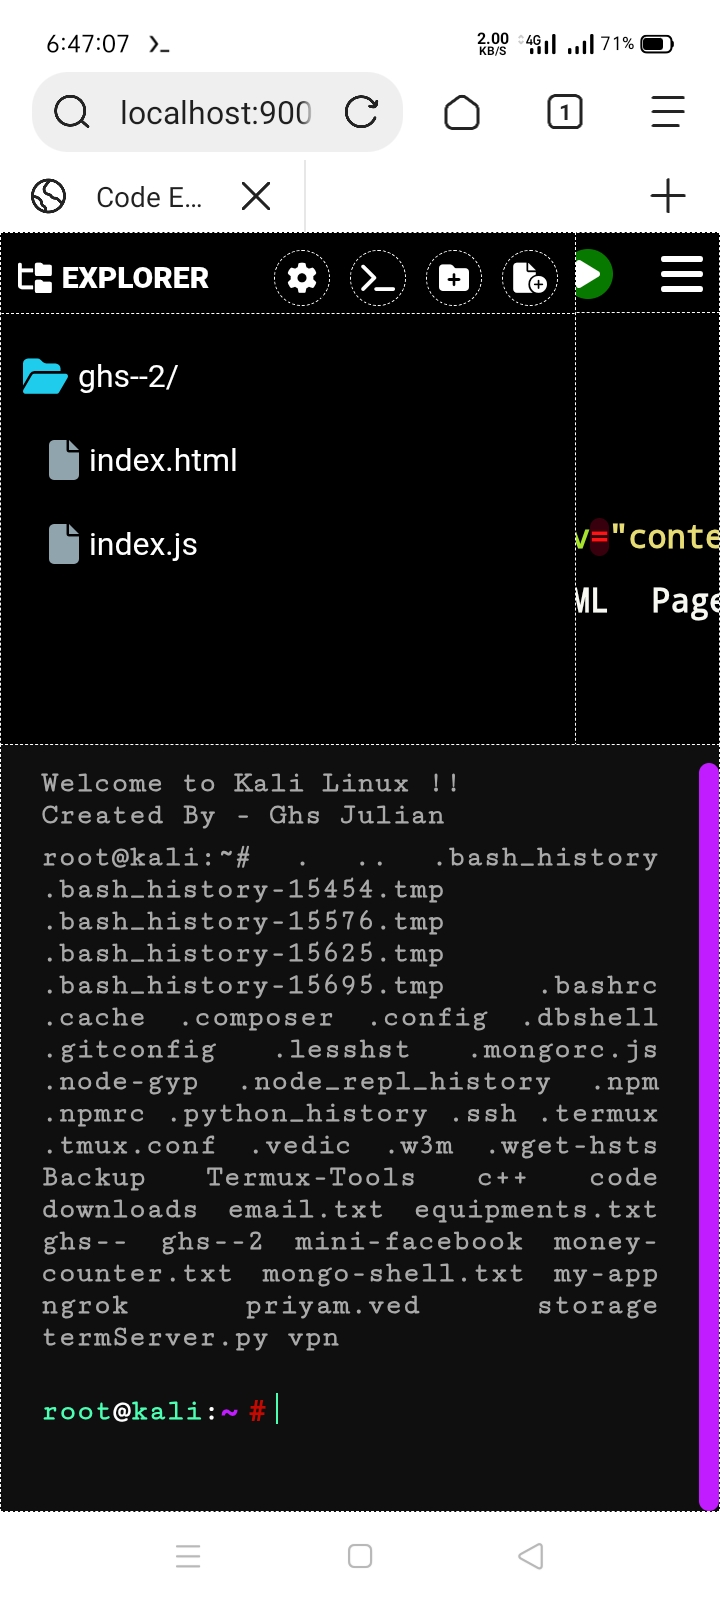 6:47:07
2.00 KB/S 4G 71%
localhost:900
1
Code E...
EXPLORER
ghs--2/
index.html
index.js
v="conte
ML Page
Welcome to Kali Linux !!
Created By - Ghs Julian
root@kali:~# . .. .bash_history
.bash_history-15454.tmp
.bash_history-15576.tmp
.bash_history-15625.tmp
.bash_history-15695.tmp .bashrc
.cache .composer .config .dbshell
.gitconfig .lesshst .mongorc.js
.node-gyp .node_repl_history .npm
.npmrc .python_history .ssh .termux
.tmux.conf .vedic .w3m .wget-hsts
Backup Termux-Tools c++ code
downloads email.txt equipments.txt
ghs-- ghs--2 mini-facebook money-
counter.txt mongo-shell.txt my-app
ngrok priyam.ved storage
termServer.py vpn
root@kali:~ #